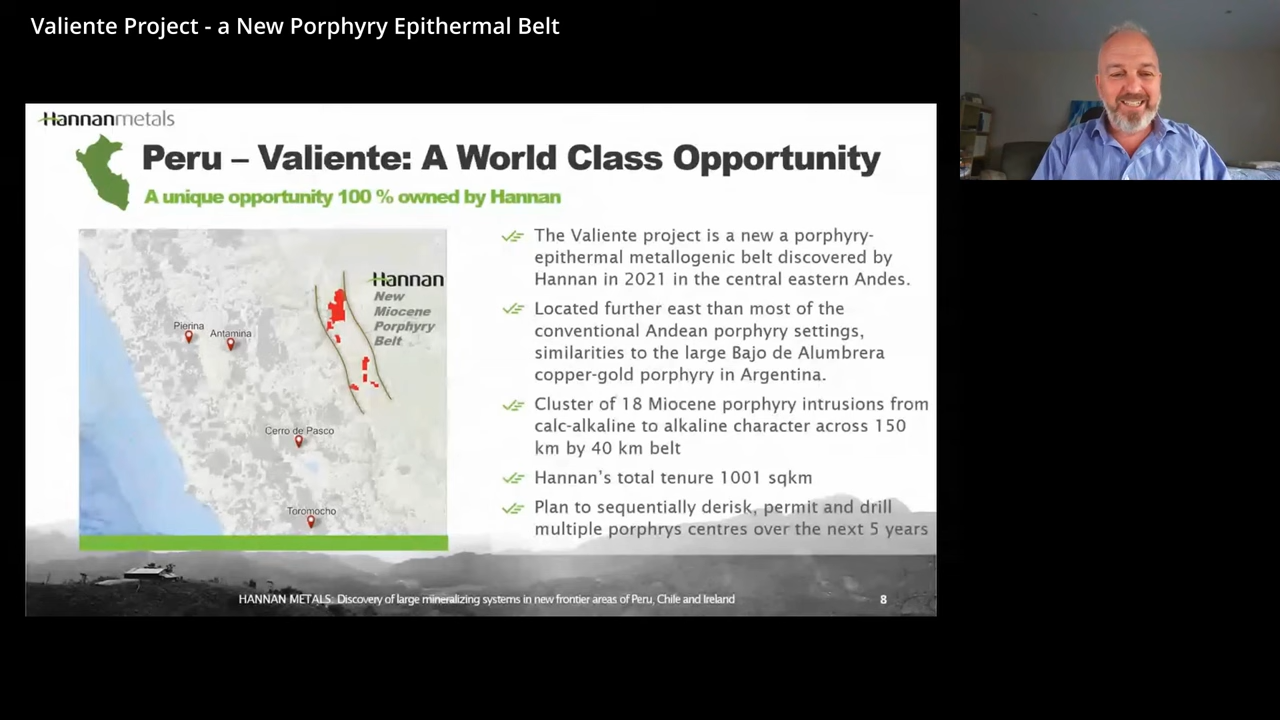 Valiente Project - a New Porphyry Epithermal Belt
Hannanmetals
Peru – Valiente: A World Class Opportunity
A unique opportunity 100 % owned by Hannan
Hannan
New
Miocene
Porphyry
Belt
Pierina
Antamina
Cerro de Pasco
Toromocho
The Valiente project is a new a porphyry-
epithermal metallogenic belt discovered by
Hannan in 2021 in the central eastern Andes.
Located further east than most of the
conventional Andean porphyry settings,
similarities to the large Bajo de Alumbrera
copper-gold porphyry in Argentina.
Cluster of 18 Miocene porphyry intrusions from
calc-alkaline to alkaline character across 150
km by 40 km belt
Hannan's total tenure 1001 sqkm
Plan to sequentially derisk, permit and drill
multiple porphrys centres over the next 5 years
HANNAN METALS: Discovery of large mineralizing systems in new frontier areas of Peru, Chile and Ireland
8